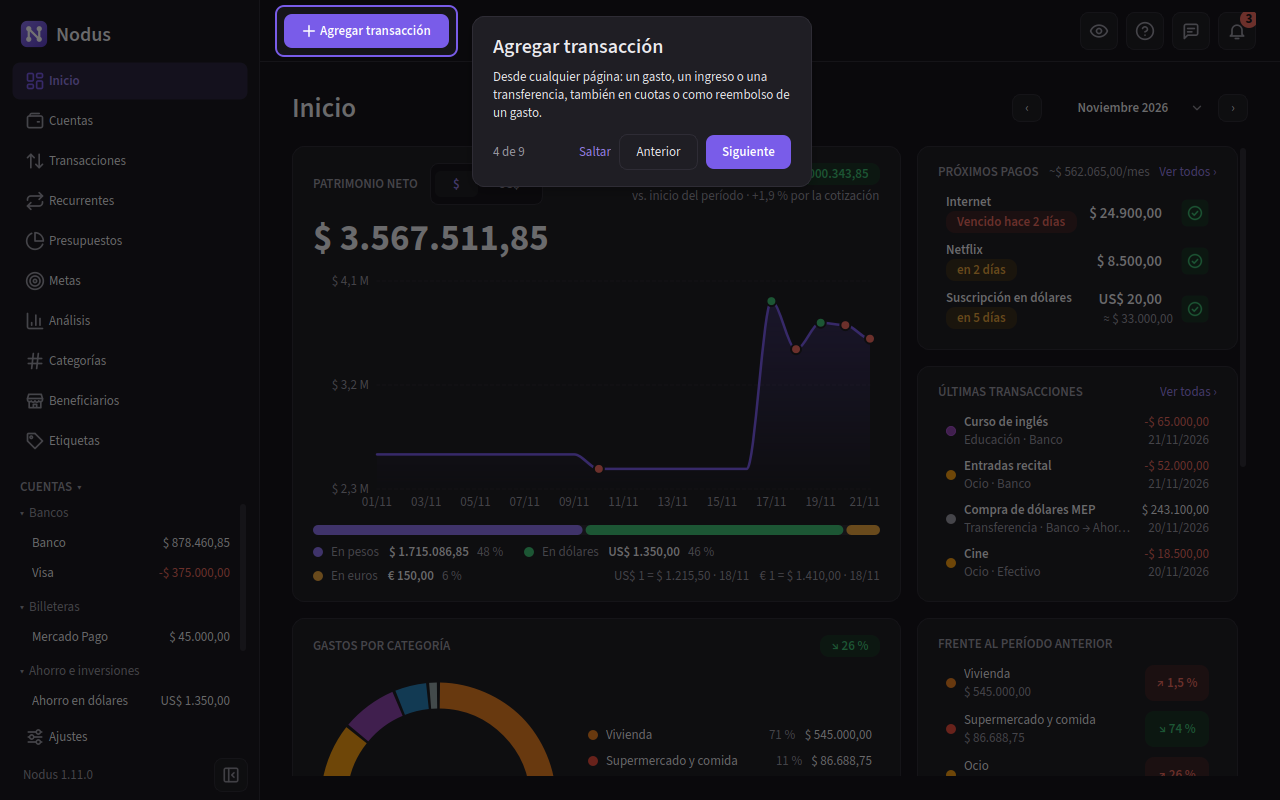 Nodus
Inicio
Cuentas
Transacciones
Recurrentes
Presupuestos
Metas
Análisis
Categorías
Beneficiarios
Etiquetas
CUENTAS
Bancos
Banco $ 878.460,85
Visa -$ 375.000,00
Billeteras
Mercado Pago $ 45.000,00
Ahorro e inversiones
Ahorro en dólares US$ 1.350,00
Ajustes
Nodus 1.11.0
+ Agregar transacción
Agregar transacción
Desde cualquier página: un gasto, un ingreso o una
transferencia, también en cuotas o como reembolso de
un gasto.
4 de 9 Saltar Anterior Siguiente
3
Inicio
‹ Noviembre 2026 ›
PATRIMONIO NETO $
000.343,85
vs. inicio del período · +1,9 % por la cotización
$ 3.567.511,85
$ 4,1 M
$ 3,2 M
$ 2,3 M
01/11 03/11 05/11 07/11 09/11 11/11 13/11 15/11 17/11 19/11 21/11
En pesos $ 1.715.086,85 48 % En dólares US$ 1.350,00 46 %
En euros € 150,00 6 % US$ 1 = $ 1.215,50 · 18/11 € 1 = $ 1.410,00 · 18/11
PRÓXIMOS PAGOS ~$ 562.065,00/mes Ver todos ›
Internet
Vencido hace 2 días $ 24.900,00
Netflix
en 2 días $ 8.500,00
Suscripción en dólares US$ 20,00
en 5 días ≈ $ 33.000,00
ÚLTIMAS TRANSACCIONES Ver todas ›
Curso de inglés -$ 65.000,00
Educación · Banco 21/11/2026
Entradas recital -$ 52.000,00
Ocio · Banco 21/11/2026
Compra de dólares MEP $ 243.100,00
Transferencia · Banco → Ahor… 20/11/2026
Cine -$ 18.500,00
Ocio · Efectivo 20/11/2026
GASTOS POR CATEGORÍA ↘ 26 %
Vivienda 71 % $ 545.000,00
Supermercado y comida 11 % $ 86.688,75
FRENTE AL PERÍODO ANTERIOR
Vivienda
$ 545.000,00 ↗ 1,5 %
Supermercado y comida
$ 86.688,75 ↘ 74 %
Ocio
↗ 26 %